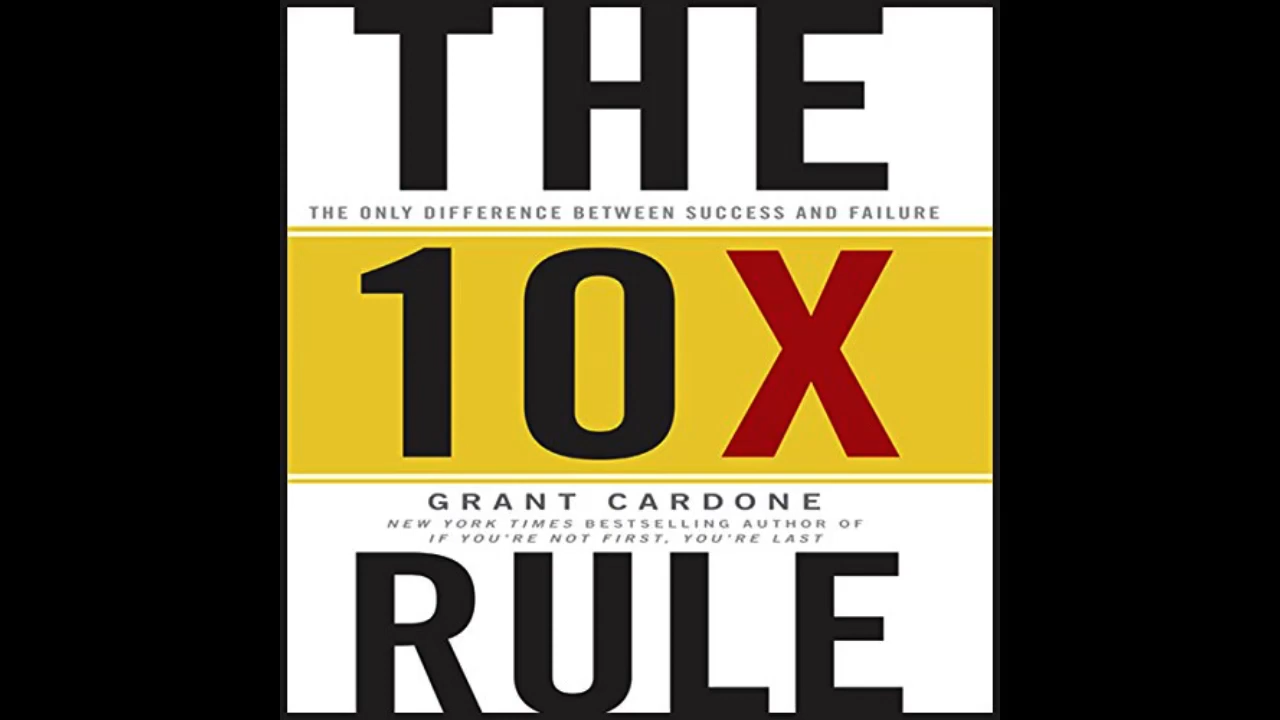 THE
THE ONLY DIFFERENCE BETWEEN SUCCESS AND FAILURE
10X
GRANT CARDONE
NEW YORK TIMES BESTSELLING AUTHOR OF
IF YOU'RE NOT FIRST, YOU'RE LAST
RULE